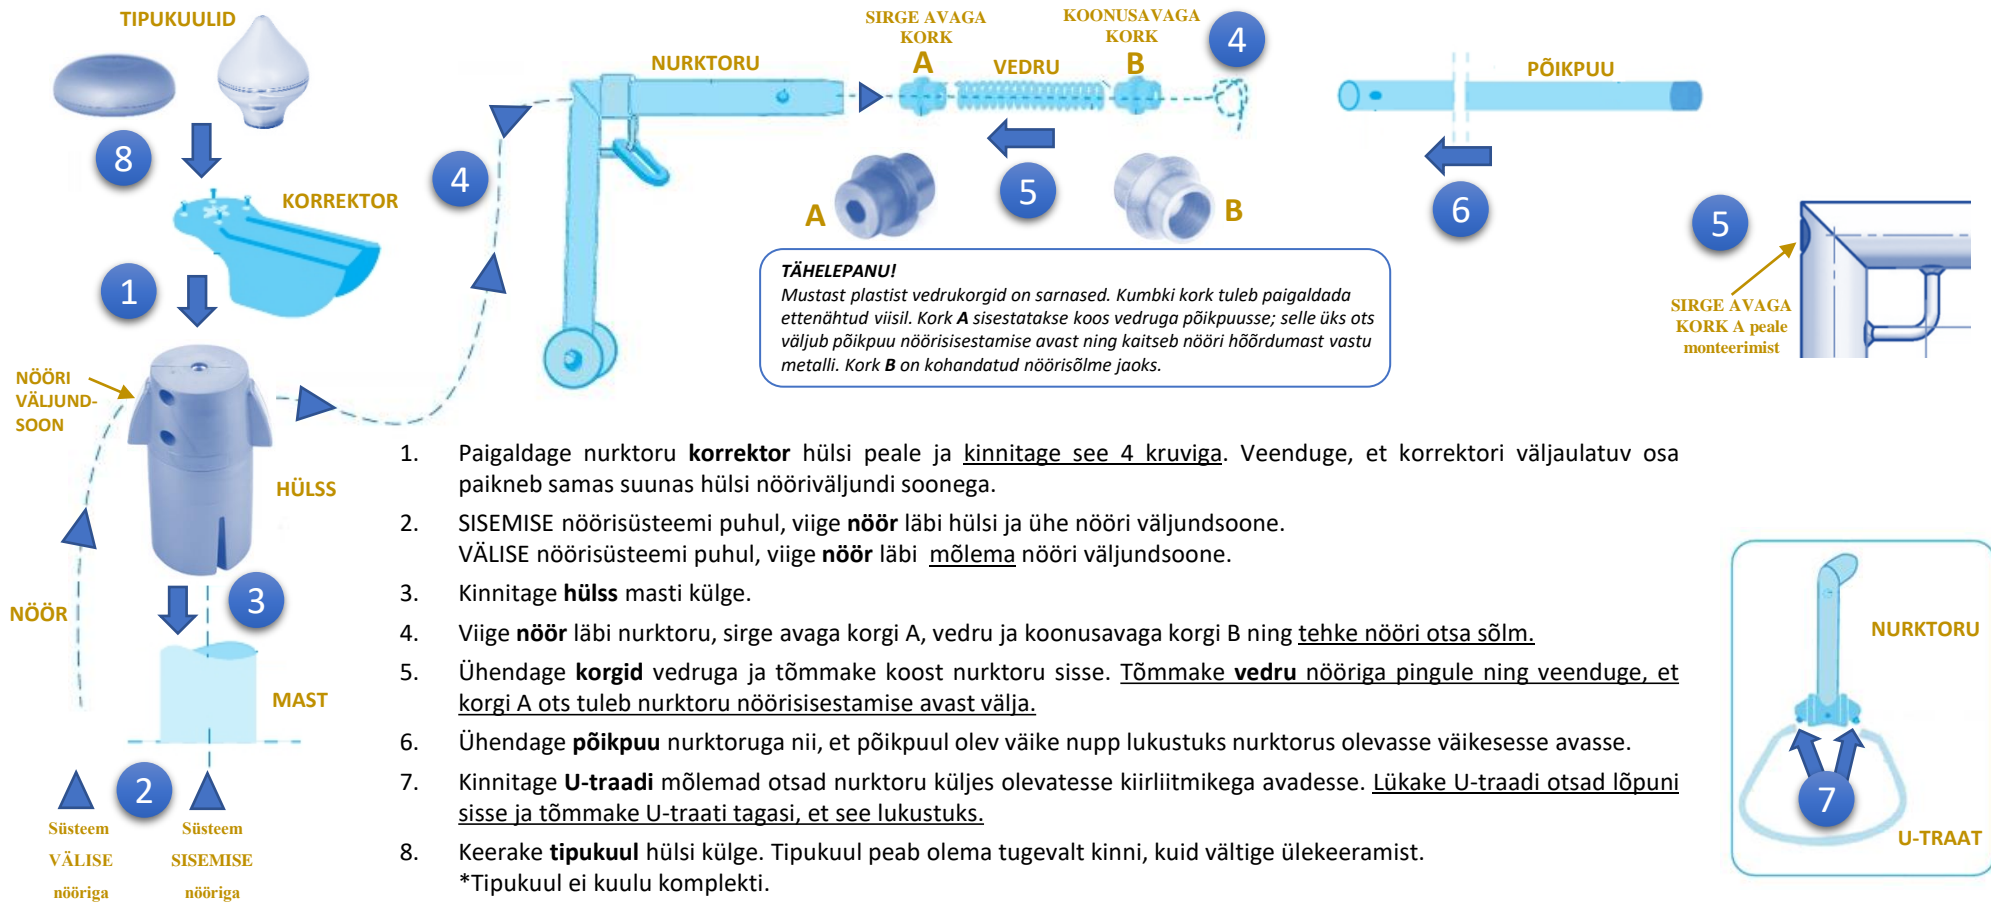 TIPUKUULID
8
KORREKTOR
1
NÖÖRI
VÄLJUND-
SOON
HÜLSS
NÖÖR
3
MAST
2
Süsteem
VÄLISE
nööriga
Süsteem
SISEMISE
nööriga
4
NURKTORU
SIRGE AVAGA
KORK
A
VEDRU
KOONUSAVAGA
KORK
B
4
5
A
B
PÕIKPUU
6
5
SIRGE AVAGA
KORK A peale
monteerimist
TÄHELEPANU!
Mustast plastist vedrukorgid on sarnased. Kumbki kork tuleb paigaldada
ettenähtud viisil. Kork A sisestatakse koos vedruga põikpuusse; selle üks ots
väljub põikpuu nöörisisestamise avast ning kaitseb nööri hõõrdumast vastu
metalli. Kork B on kohandatud nöörisõlme jaoks.
1. Paigaldage nurktoru korrektor hülsi peale ja kinnitage see 4 kruviga. Veenduge, et korrektori väljaulatuv osa
paikneb samas suunas hülsi nööriväljundi soonega.
2. SISEMISE nöörisüsteemi puhul, viige nöör läbi hülsi ja ühe nööri väljundsoone.
VÄLISE nöörisüsteemi puhul, viige nöör läbi mõlema nööri väljundsoone.
3. Kinnitage hülss masti külge.
4. Viige nöör läbi nurktoru, sirge avaga korgi A, vedru ja koonusavaga korgi B ning tehke nööri otsa sõlm.
5. Ühendage korgid vedruga ja tõmmake koost nurktoru sisse. Tõmmake vedru nööriga pingule ning veenduge, et
korgi A ots tuleb nurktoru nöörisisestamise avast välja.
6. Ühendage põikpuu nurktoruga nii, et põikpuul olev väike nupp lukustuks nurktorus olevasse väikesesse avasse.
7. Kinnitage U-traadi mõlemad otsad nurktoru küljes olevatesse kiirliitmikega avadesse. Lükake U-traadi otsad lõpuni
sisse ja tõmmake U-traati tagasi, et see lukustuks.
8. Keerake tipukuul hülsi külge. Tipukuul peab olema tugevalt kinni, kuid vältige ülekeeramist.
*Tipukuul ei kuulu komplekti.
NURKTORU
7
U-TRAAT